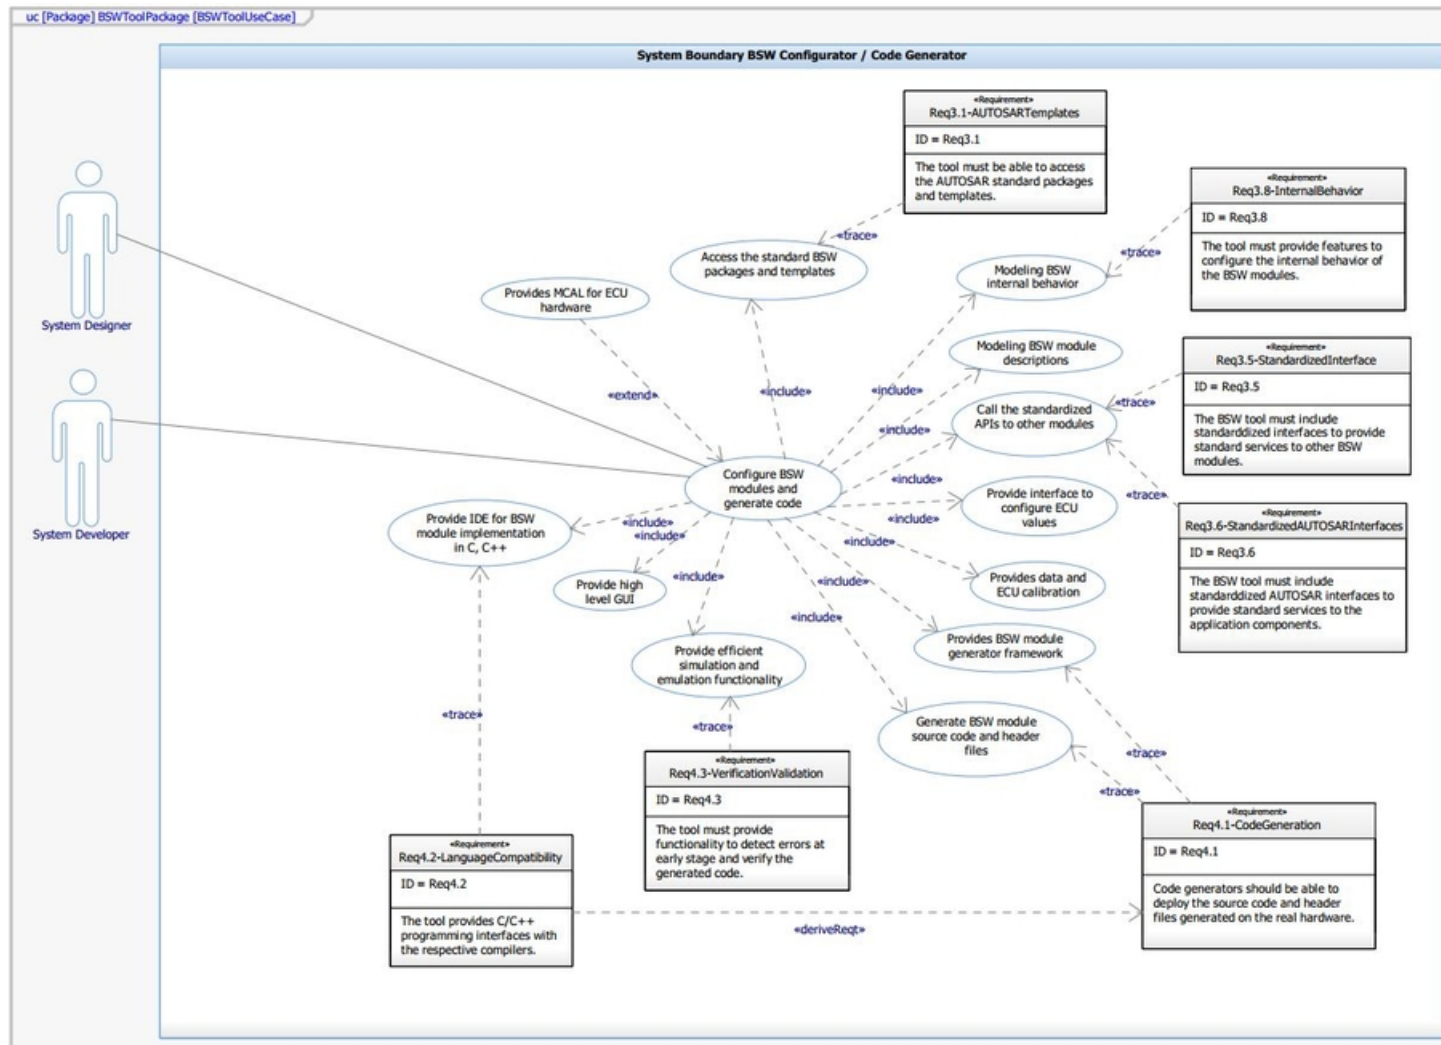 uc [Package] BSWToolPackage [BSWToolUseCase]
System Boundary BSW Configurator / Code Generator
«Requirement»
Req3.1-AUTOSARTemplates
ID = Req3.1
The tool must be able to access
the AUTOSAR standard packages
and templates.
«Requirement»
Req3.8-InternalBehavior
ID = Req3.8
The tool must provide features to
configure the internal behavior of
the BSW modules.
«trace»
«trace»
Access the standard BSW
packages and templates
Modeling BSW
internal behavior
Provides MCAL for ECU
hardware
System Designer
Modeling BSW module
descriptions
«Requirement»
Req3.5-StandardizedInterface
ID = Req3.5
The BSW tool must include
standarddized interfaces to provide
standard services to other BSW
modules.
«extend»
«include»
«include»
«trace»
Call the standardized
APIs to other modules
«include»
«include»
Configure BSW
modules and
generate code
«trace»
Provide interface to
configure ECU
values
«include»
«Requirement»
Req3.6-StandardizedAUTOSARInterfaces
ID = Req3.6
The BSW tool must include
standarddized AUTOSAR interfaces to
provide standard services to the
application components.
System Developer
Provide IDE for BSW
module implementation
in C, C++
«include»
«include»
«include»
«include»
«include»
«include»
Provide high
level GUI
Provides data and
ECU calibration
Provides BSW module
generator framework
Provide efficient
simulation and
emulation functionality
Generate BSW module
source code and header
files
«trace»
«trace»
«trace»
«trace»
«Requirement»
Req4.3-VerificationValidation
ID = Req4.3
The tool must provide
functionality to detect errors at
early stage and verify the
generated code.
«Requirement»
Req4.1-CodeGeneration
ID = Req4.1
Code generators should be able to
deploy the source code and header
files generated on the real hardware.
«Requirement»
Req4.2-LanguageCompatibility
ID = Req4.2
The tool provides C/C++
programming interfaces with
the respective compilers.
«deriveReqt»